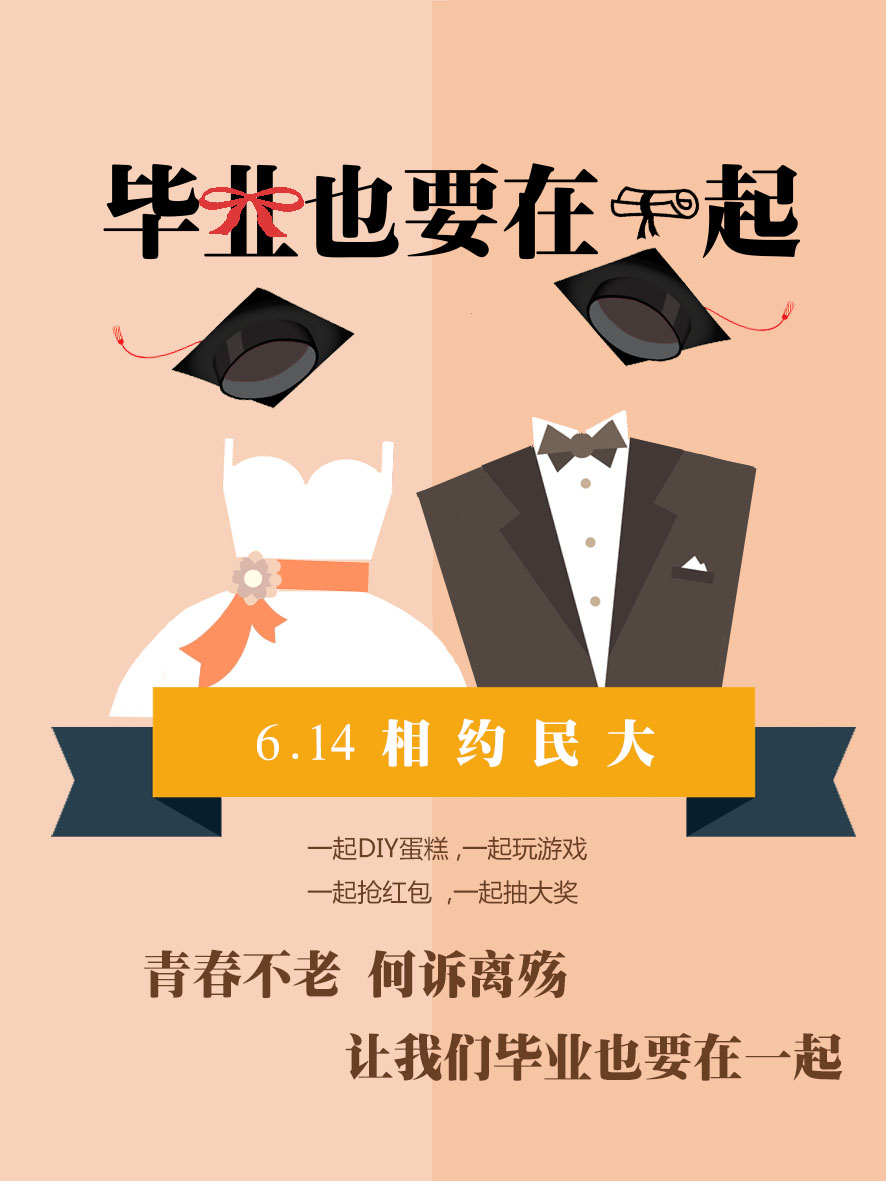 毕业也要在一起
6.14 相约民大
一起DIY蛋糕 ,一起玩游戏
一起抢红包 ,一起抽大奖
青春不老 何诉离殇
让我们毕业也要在一起